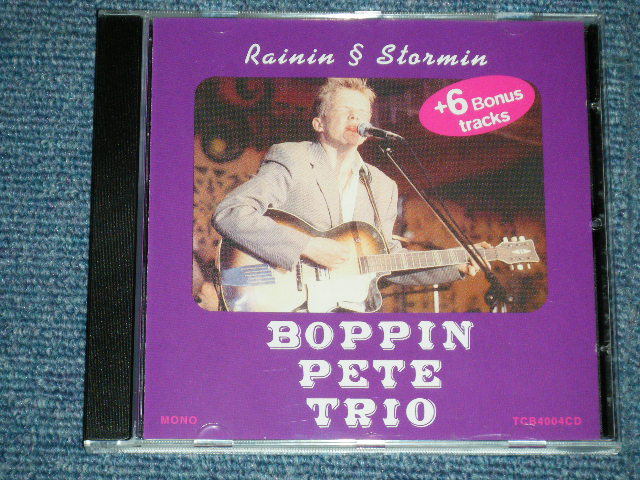 Rainin § Stormin
+6 Bonus
tracks
BOPPIN
PETE
TRIO
MONO
TCB4004CD